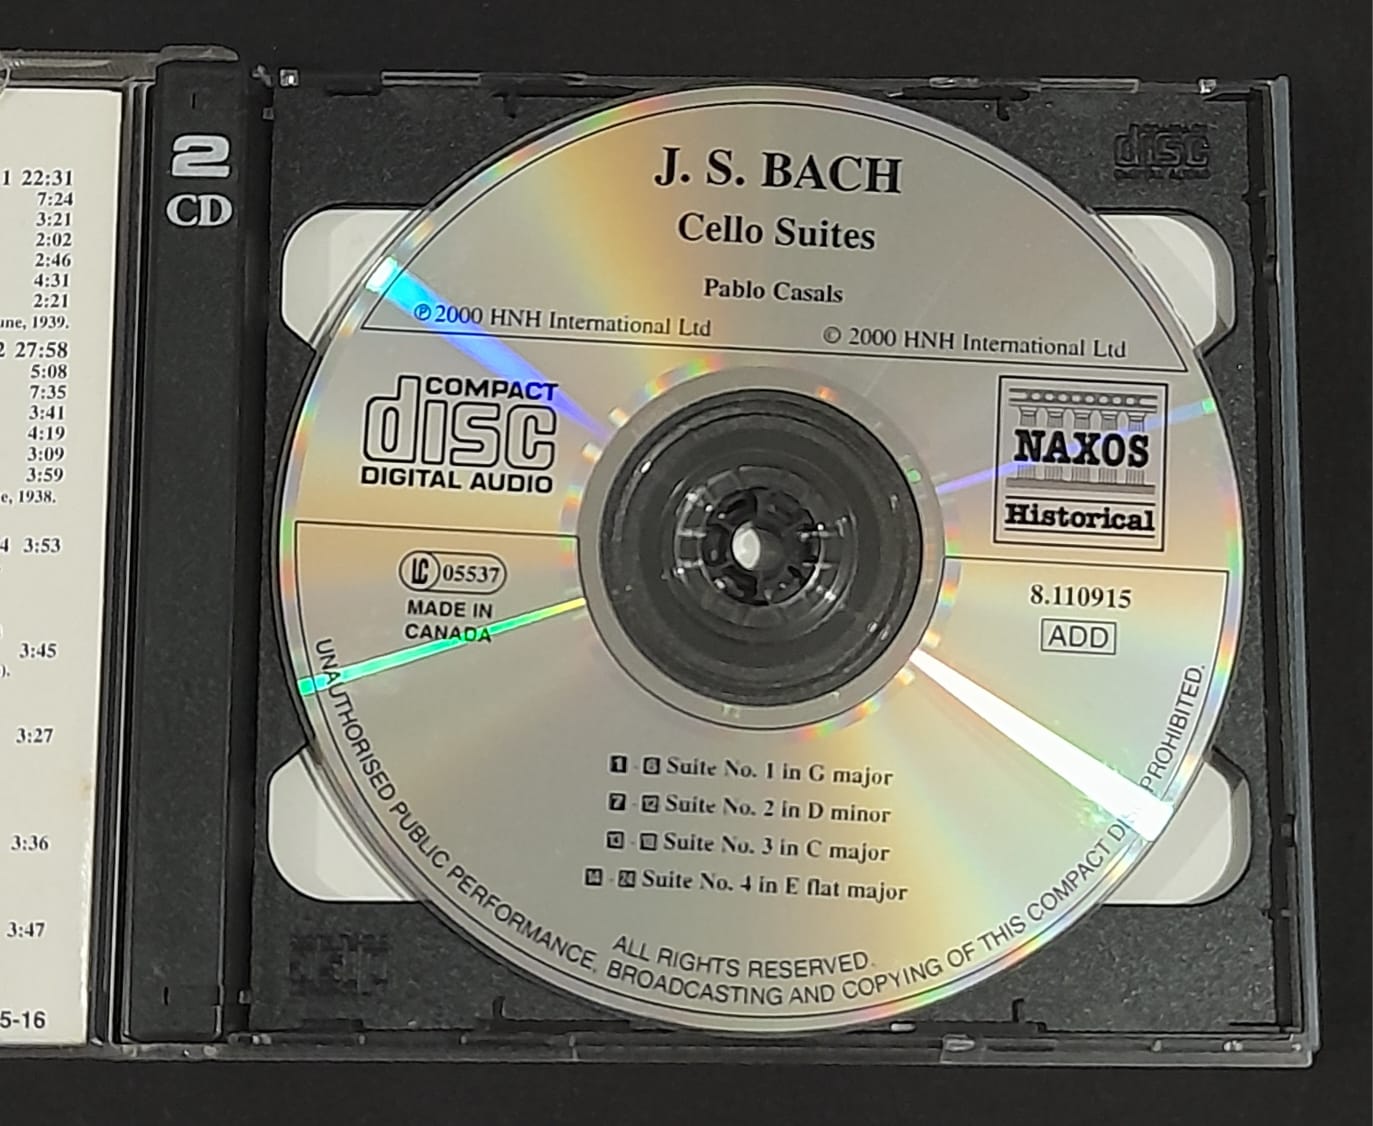 1 22:31
7:24
3:21
2:02
2:46
4:31
2:21
une, 1939.
2 27:58
5:08
7:35
3:41
4:19
3:09
3:59
e, 1938.
4 3:53
3:45
).
3:27
3:36
3:47
5-16
2
CD
disc
J. S. BACH
Cello Suites
Pablo Casals
℗ 2000 HNH International Ltd
© 2000 HNH International Ltd
COMPACT
disc
DIGITAL AUDIO
NAXOS
Historical
LC 05537
MADE IN
CANADA
8.110915
ADD
1 - 6 Suite No. 1 in G major
7 - 12 Suite No. 2 in D minor
Suite No. 3 in C major
Suite No. 4 in E flat major
ALL RIGHTS RESERVED.
UNAUTHORISED PUBLIC PERFORMANCE, BROADCASTING AND COPYING OF THIS COMPACT PROHIBITED.